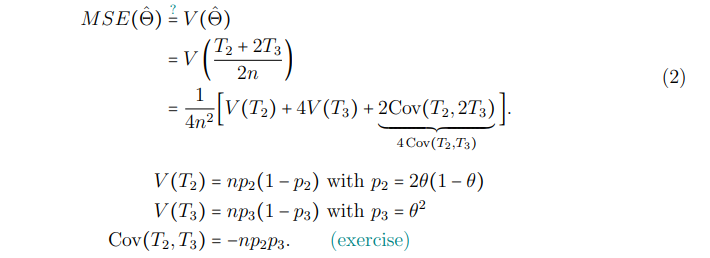 MSE(Θ̂) ≟ V(Θ̂)
= V((T₂ + 2T₃)/(2n))
= 1/(4n²)[V(T₂) + 4V(T₃) + 2Cov(T₂, 2T₃)]. (2)
4 Cov(T₂,T₃)
V(T₂) = np₂(1 − p₂) with p₂ = 2θ(1 − θ)
V(T₃) = np₃(1 − p₃) with p₃ = θ²
Cov(T₂, T₃) = −np₂p₃. (exercise)